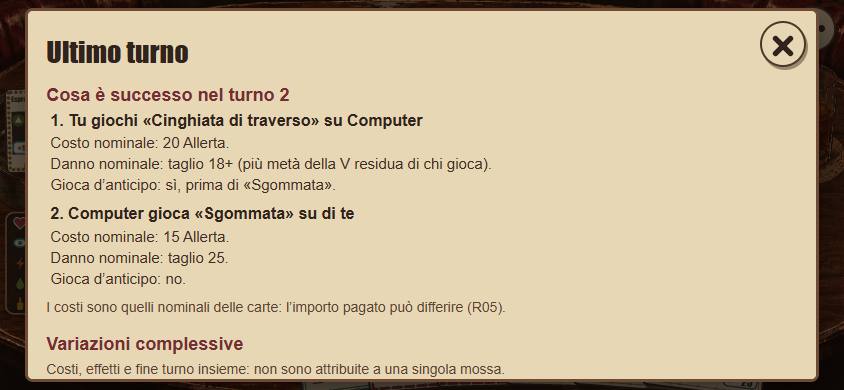 Ultimo turno
Cosa è successo nel turno 2
1. Tu giochi «Cinghiata di traverso» su Computer
Costo nominale: 20 Allerta.
Danno nominale: taglio 18+ (più metà della V residua di chi gioca).
Gioca d’anticipo: sì, prima di «Sgommata».
2. Computer gioca «Sgommata» su di te
Costo nominale: 15 Allerta.
Danno nominale: taglio 25.
Gioca d’anticipo: no.
I costi sono quelli nominali delle carte: l’importo pagato può differire (R05).
Variazioni complessive
Costi, effetti e fine turno insieme: non sono attribuite a una singola mossa.